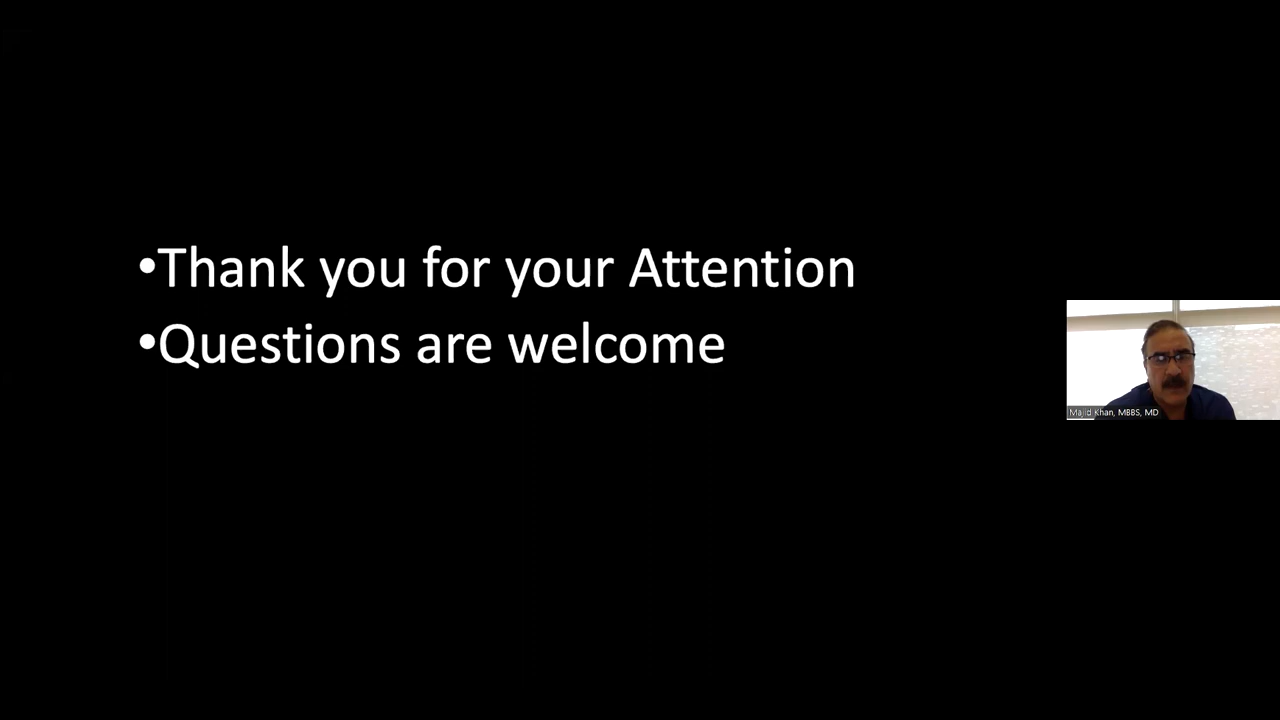 •Thank you for your Attention
•Questions are welcome
Majid Khan, MBBS, MD